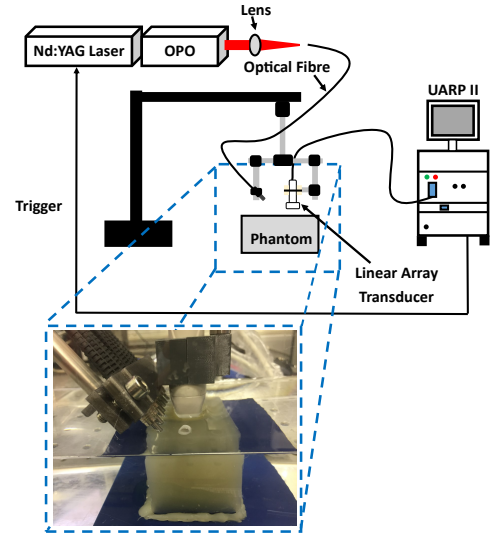 Lens
Nd:YAG Laser
OPO
Optical Fibre
UARP II
Trigger
Phantom
Linear Array
Transducer